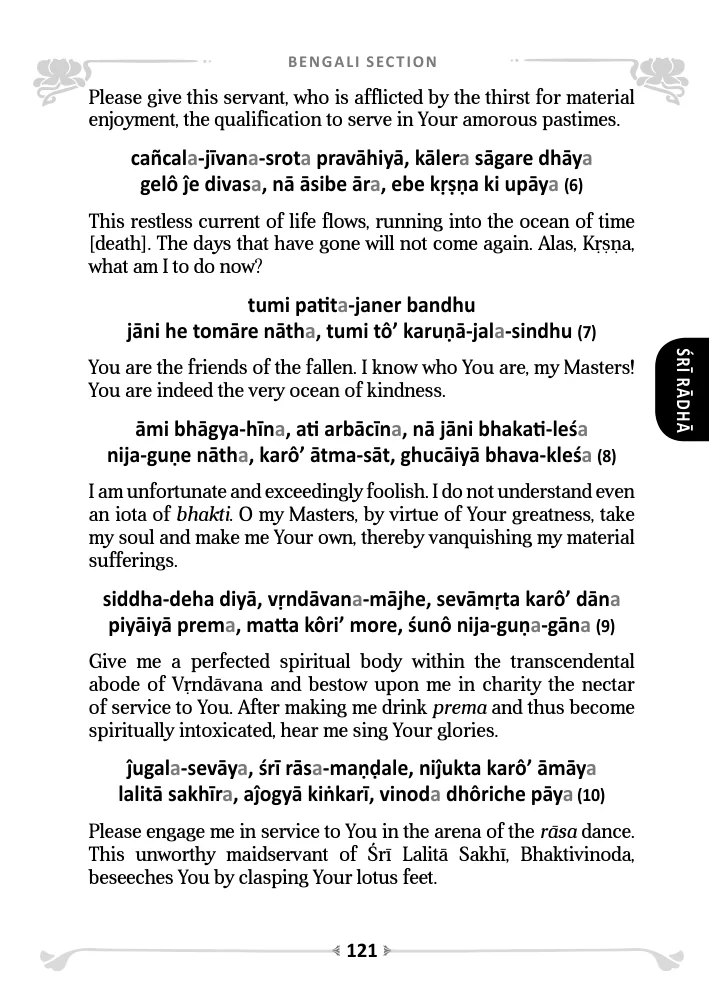 BENGALI SECTION
Please give this servant, who is afflicted by the thirst for material
enjoyment, the qualification to serve in Your amorous pastimes.
cañcala-jīvana-srota pravāhiyā, kālera sāgare dhāya
gelô ĵe divasa, nā āsibe āra, ebe kṛṣṇa ki upāya (6)
This restless current of life flows, running into the ocean of time
[death]. The days that have gone will not come again. Alas, Kṛṣṇa,
what am I to do now?
tumi patita-janer bandhu
jāni he tomāre nātha, tumi tô’ karuṇā-jala-sindhu (7)
You are the friends of the fallen. I know who You are, my Masters!
You are indeed the very ocean of kindness.
āmi bhāgya-hīna, ati arbācīna, nā jāni bhakati-leśa
nija-guṇe nātha, karô’ ātma-sāt, ghucāiyā bhava-kleśa (8)
I am unfortunate and exceedingly foolish. I do not understand even
an iota of bhakti. O my Masters, by virtue of Your greatness, take
my soul and make me Your own, thereby vanquishing my material
sufferings.
siddha-deha diyā, vṛndāvana-mājhe, sevāmṛta karô’ dāna
piyāiyā prema, matta kôri’ more, śunô nija-guṇa-gāna (9)
Give me a perfected spiritual body within the transcendental
abode of Vṛndāvana and bestow upon me in charity the nectar
of service to You. After making me drink prema and thus become
spiritually intoxicated, hear me sing Your glories.
ĵugala-sevāya, śrī rāsa-maṇḍale, niĵukta karô’ āmāya
lalitā sakhīra, aĵogyā kiṅkarī, vinoda dhôriche pāya (10)
Please engage me in service to You in the arena of the rāsa dance.
This unworthy maidservant of Śrī Lalitā Sakhī, Bhaktivinoda,
beseeches You by clasping Your lotus feet.
ŚRĪ RĀDHĀ
121